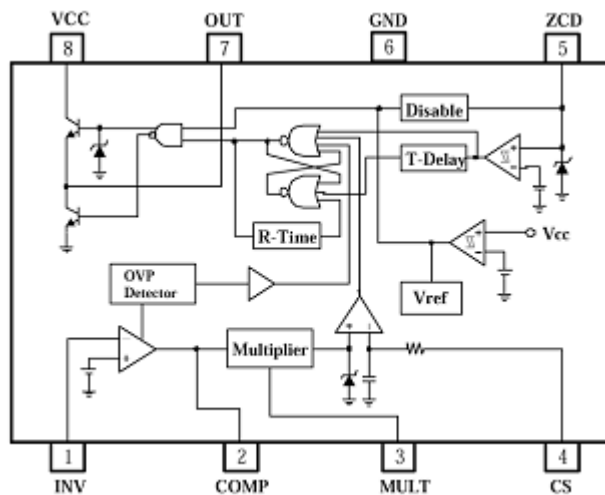 VCC OUT GND ZCD
8 7 6 5
Disable
T-Delay
R-Time
Vcc
OVP
Detector
Vref
Multiplier
1 2 3 4
INV COMP MULT CS